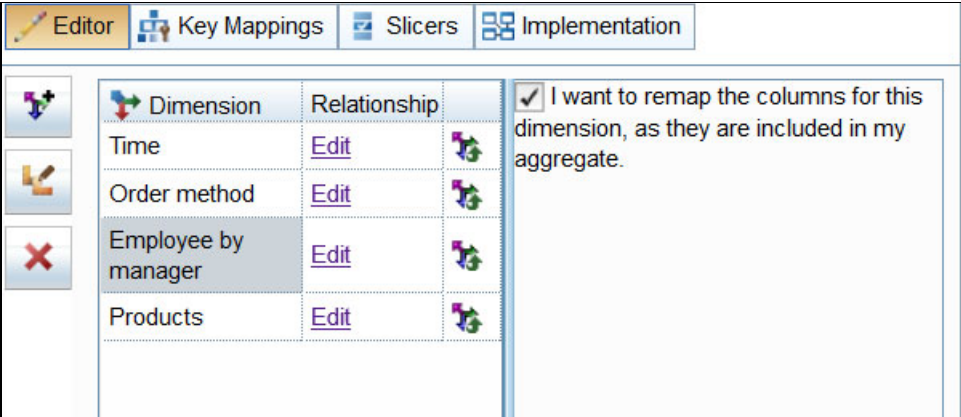 Editor Key Mappings Slicers Implementation
Dimension Relationship
Time Edit
Order method Edit
Employee by
manager Edit
Products Edit
I want to remap the columns for this
dimension, as they are included in my
aggregate.